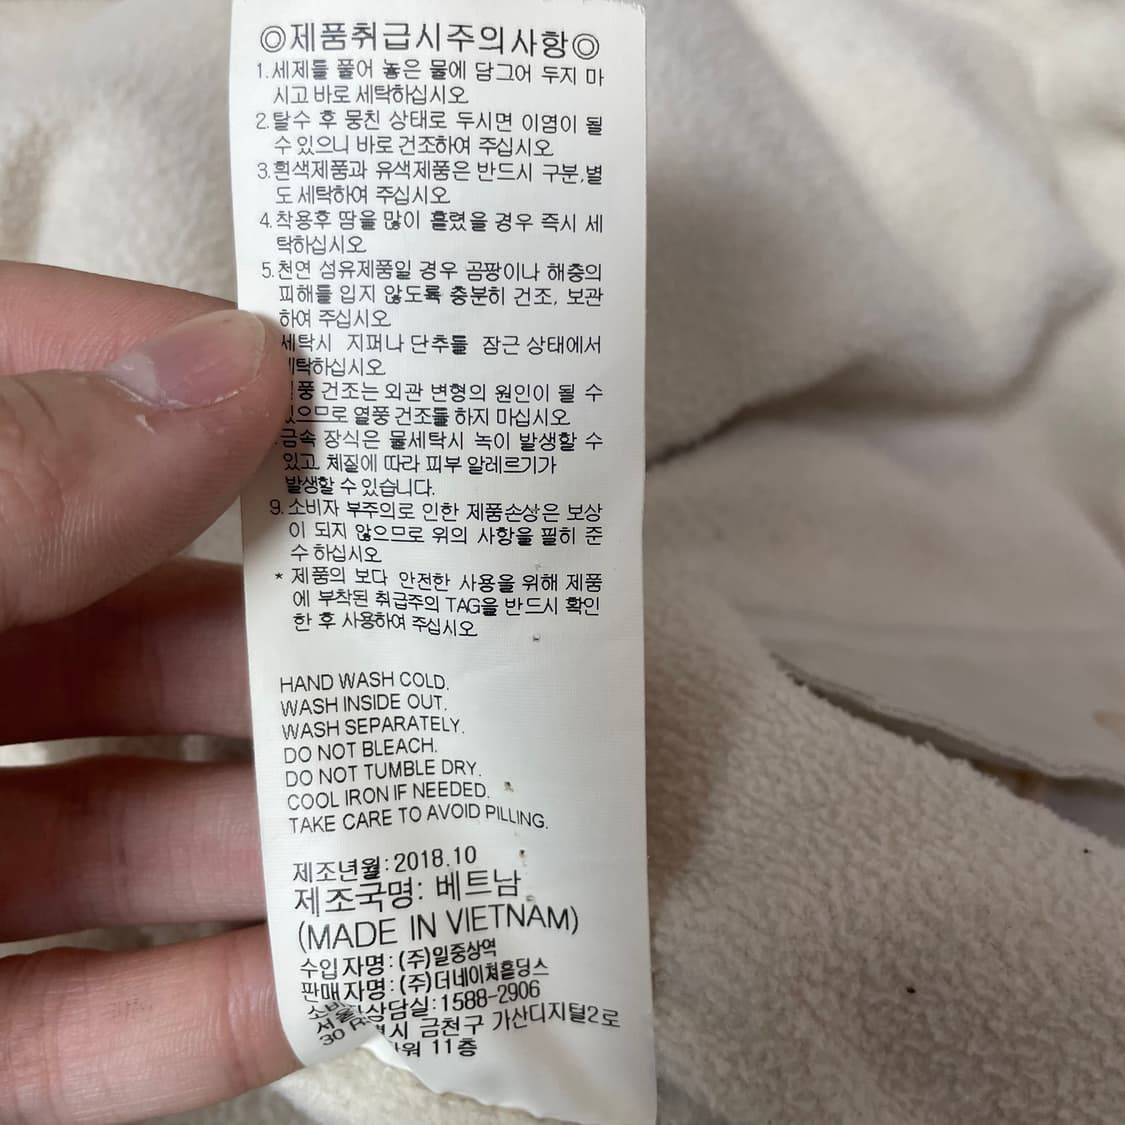 ◎제품취급시주의사항◎
1.세제를 풀어 놓은 물에 담그어 두지 마
시고 바로 세탁하십시오
2.탈수 후 뭉친 상태로 두시면 이염이 될
수 있으니 바로 건조하여 주십시오
3.흰색제품과 유색제품은 반드시 구분,별
도 세탁하여 주십시오
4.착용후 땀을 많이 흘렸을 경우 즉시 세
탁하십시오
5.천연 섬유제품일 경우 곰팡이나 해충의
피해를 입지 않도록 충분히 건조, 보관
하여 주십시오
세탁시 지퍼나 단추를 잠근 상태에서
탁하십시오
풍 건조는 외관 변형의 원인이 될 수
있으므로 열풍 건조를 하지 마십시오
금속 장식은 물세탁시 녹이 발생할 수
있고, 체질에 따라 피부 알레르기가
발생할 수 있습니다.
9. 소비자 부주의로 인한 제품손상은 보상
이 되지 않으므로 위의 사항을 필히 준
수 하십시오
* 제품의 보다 안전한 사용을 위해 제품
에 부착된 취급주의 TAG을 반드시 확인
한 후 사용하여 주십시오
HAND WASH COLD.
WASH INSIDE OUT.
WASH SEPARATELY.
DO NOT BLEACH.
DO NOT TUMBLE DRY.
COOL IRON IF NEEDED.
TAKE CARE TO AVOID PILLING.
제조년월: 2018.10
제조국명: 베트남
(MADE IN VIETNAM)
수입자명: (주)일중상역
판매자명: (주)더네이쳐홀딩스
상담실: 1588-2906
시 금천구 가산디지털2로
30
11층